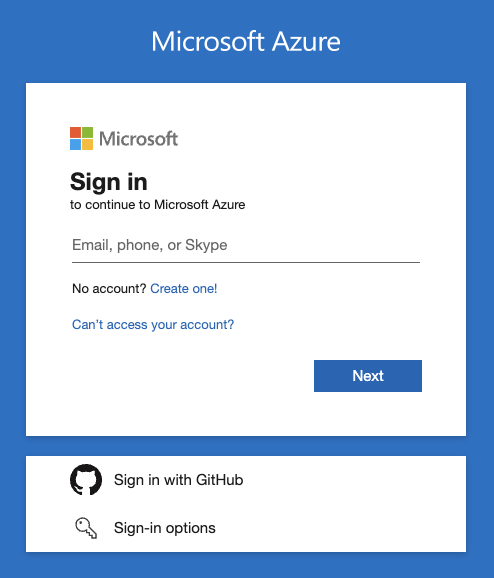 Microsoft Azure
Microsoft
Sign in
to continue to Microsoft Azure
Email, phone, or Skype
No account? Create one!
Can’t access your account?
Next
Sign in with GitHub
Sign-in options